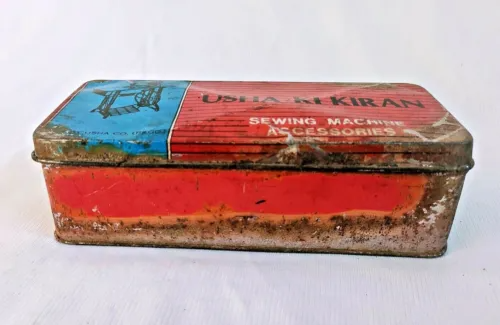 USHA KI KIRAN
SEWING MACHINE
ACCESSORIES